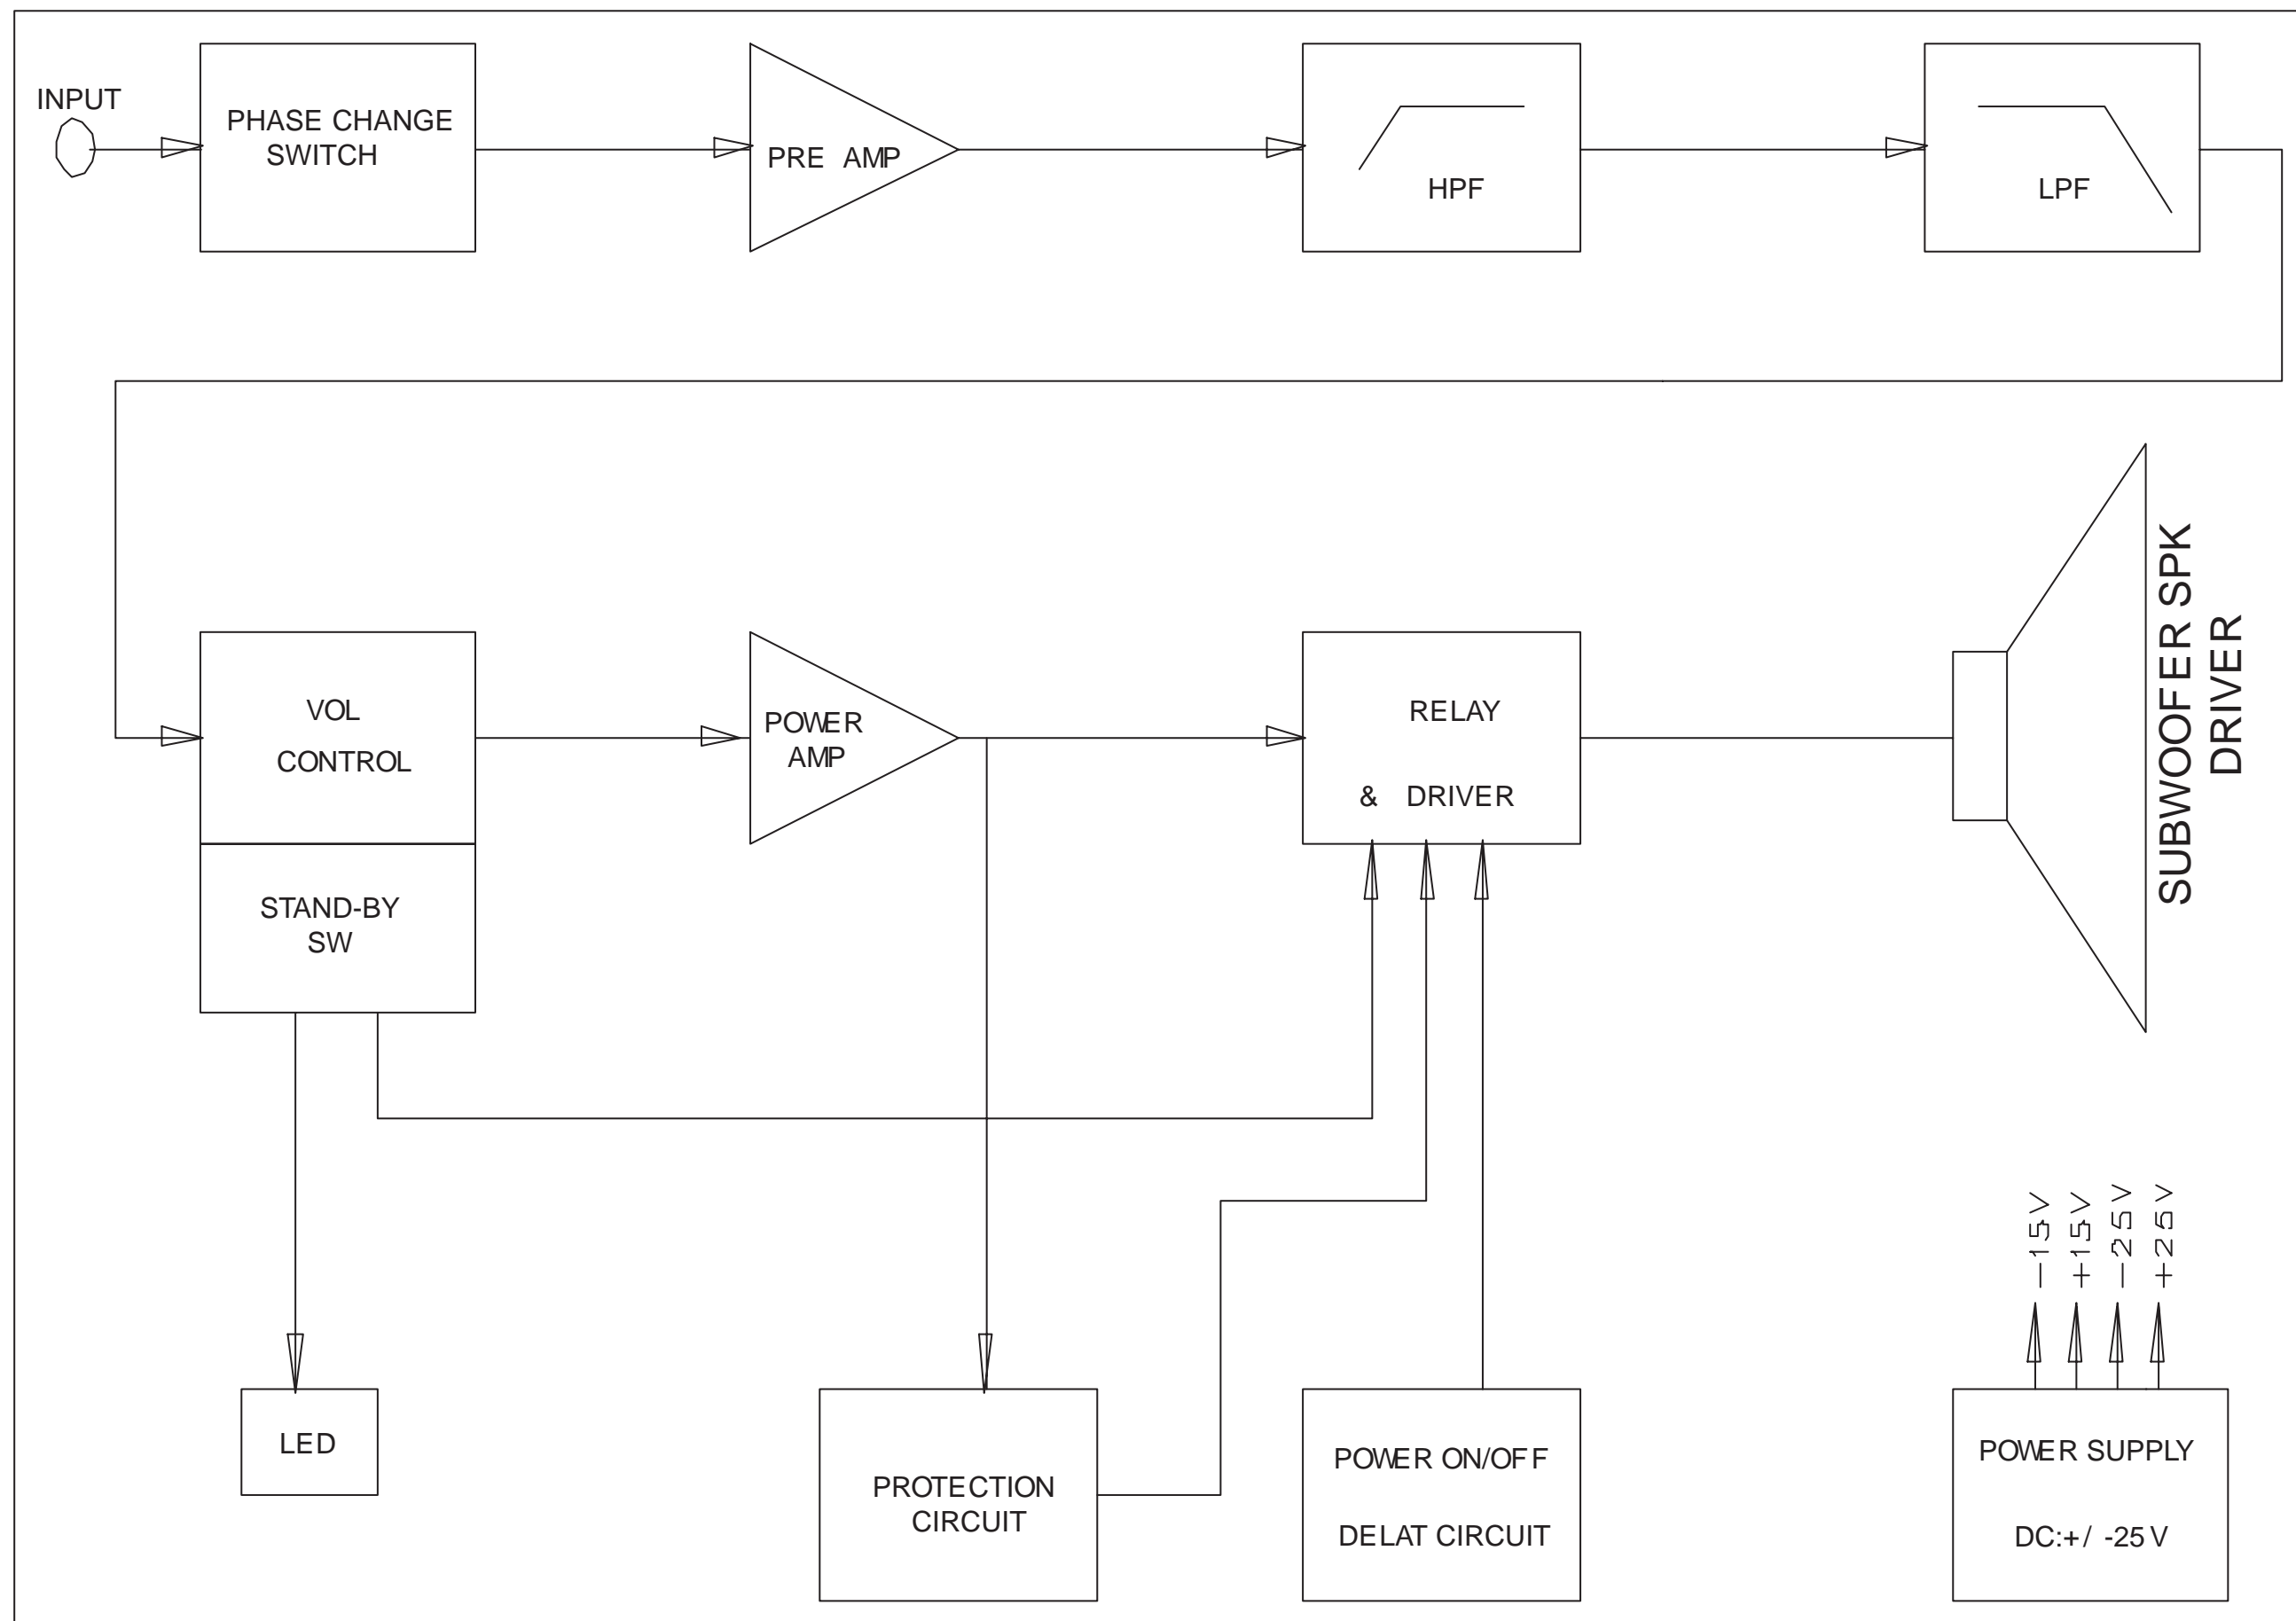 INPUT
PHASE CHANGE
SWITCH
PRE AMP
HPF
LPF
VOL
CONTROL
STAND-BY
SW
POWER
AMP
RELAY
& DRIVER
SUBWOOFER SPK
DRIVER
LED
PROTECTION
CIRCUIT
POWER ON/OFF
DELAT CIRCUIT
-15V
+15V
-25V
+25V
POWER SUPPLY
DC:+/ -25V